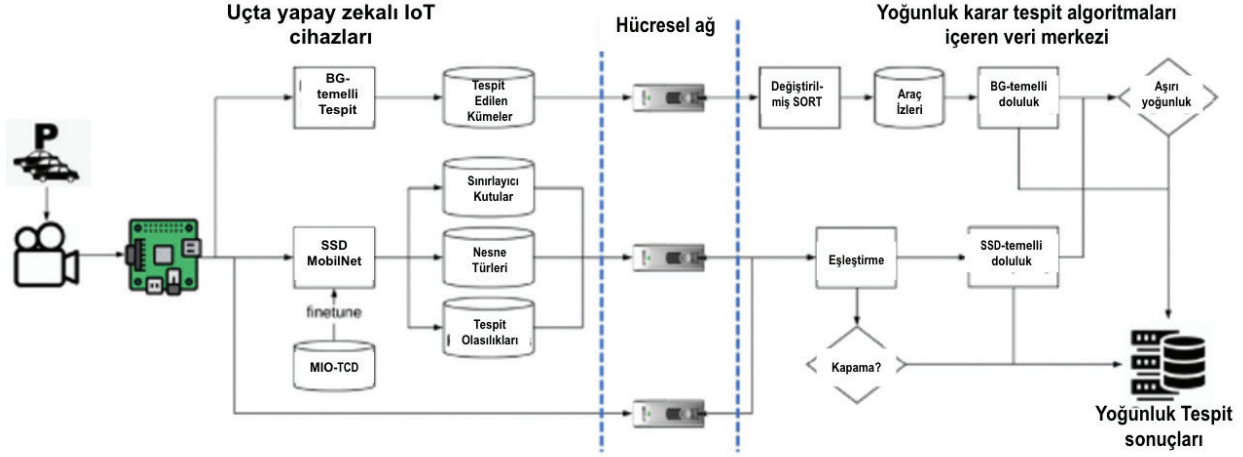 Uçta yapay zekalı IoT
cihazları
Hücresel ağ
Yoğunluk karar tespit algoritmaları
içeren veri merkezi
BG-
temelli
Tespit
Tespit
Edilen
Kümeler
Değiştiril-
miş SORT
Araç
İzleri
BG-temelli
doluluk
Aşırı
yoğunluk
P
Sınırlayıcı
Kutular
SSD
MobilNet
Nesne
Türleri
Eşleştirme
SSD-temelli
doluluk
finetune
Tespit
Olasılıkları
MIO-TCD
Kapama?
Yoğunluk Tespit
sonuçları